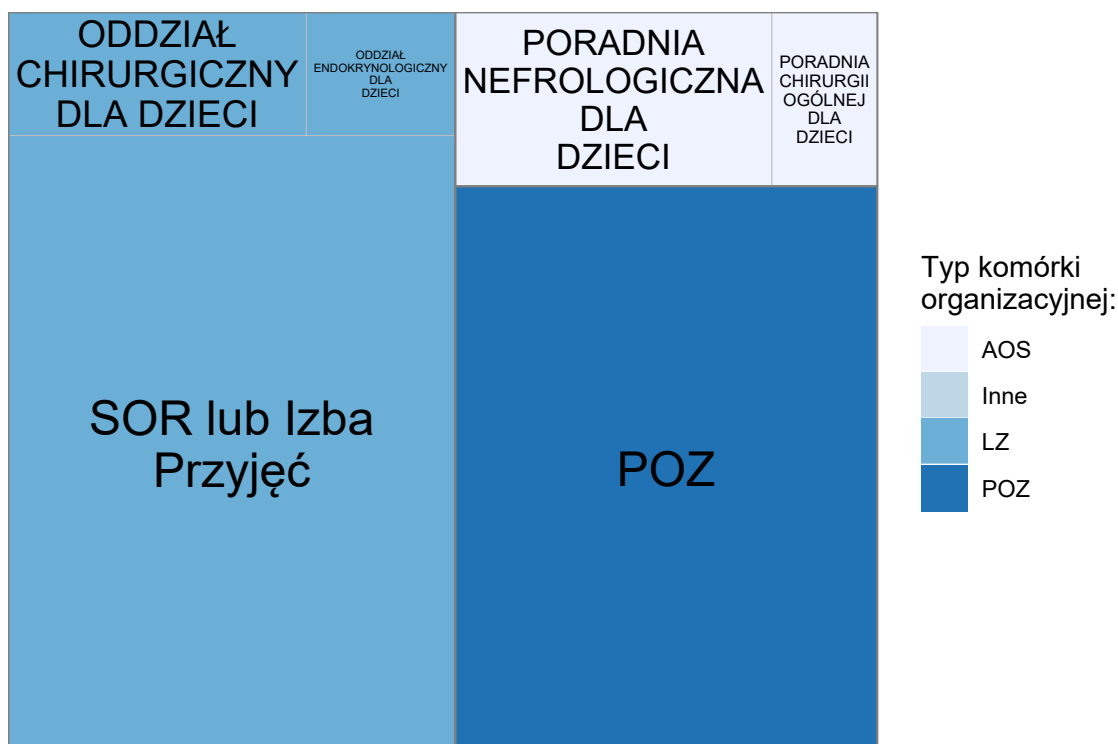 ODDZIAŁ
CHIRURGICZNY
DLA DZIECI
ODDZIAŁ
ENDOKRYNOLOGICZNY
DLA
DZIECI
PORADNIA
NEFROLOGICZNA
DLA
DZIECI
PORADNIA
CHIRURGII
OGÓLNEJ
DLA
DZIECI
SOR lub Izba
Przyjęć
POZ
Typ komórki
organizacyjnej:
AOS
Inne
LZ
POZ